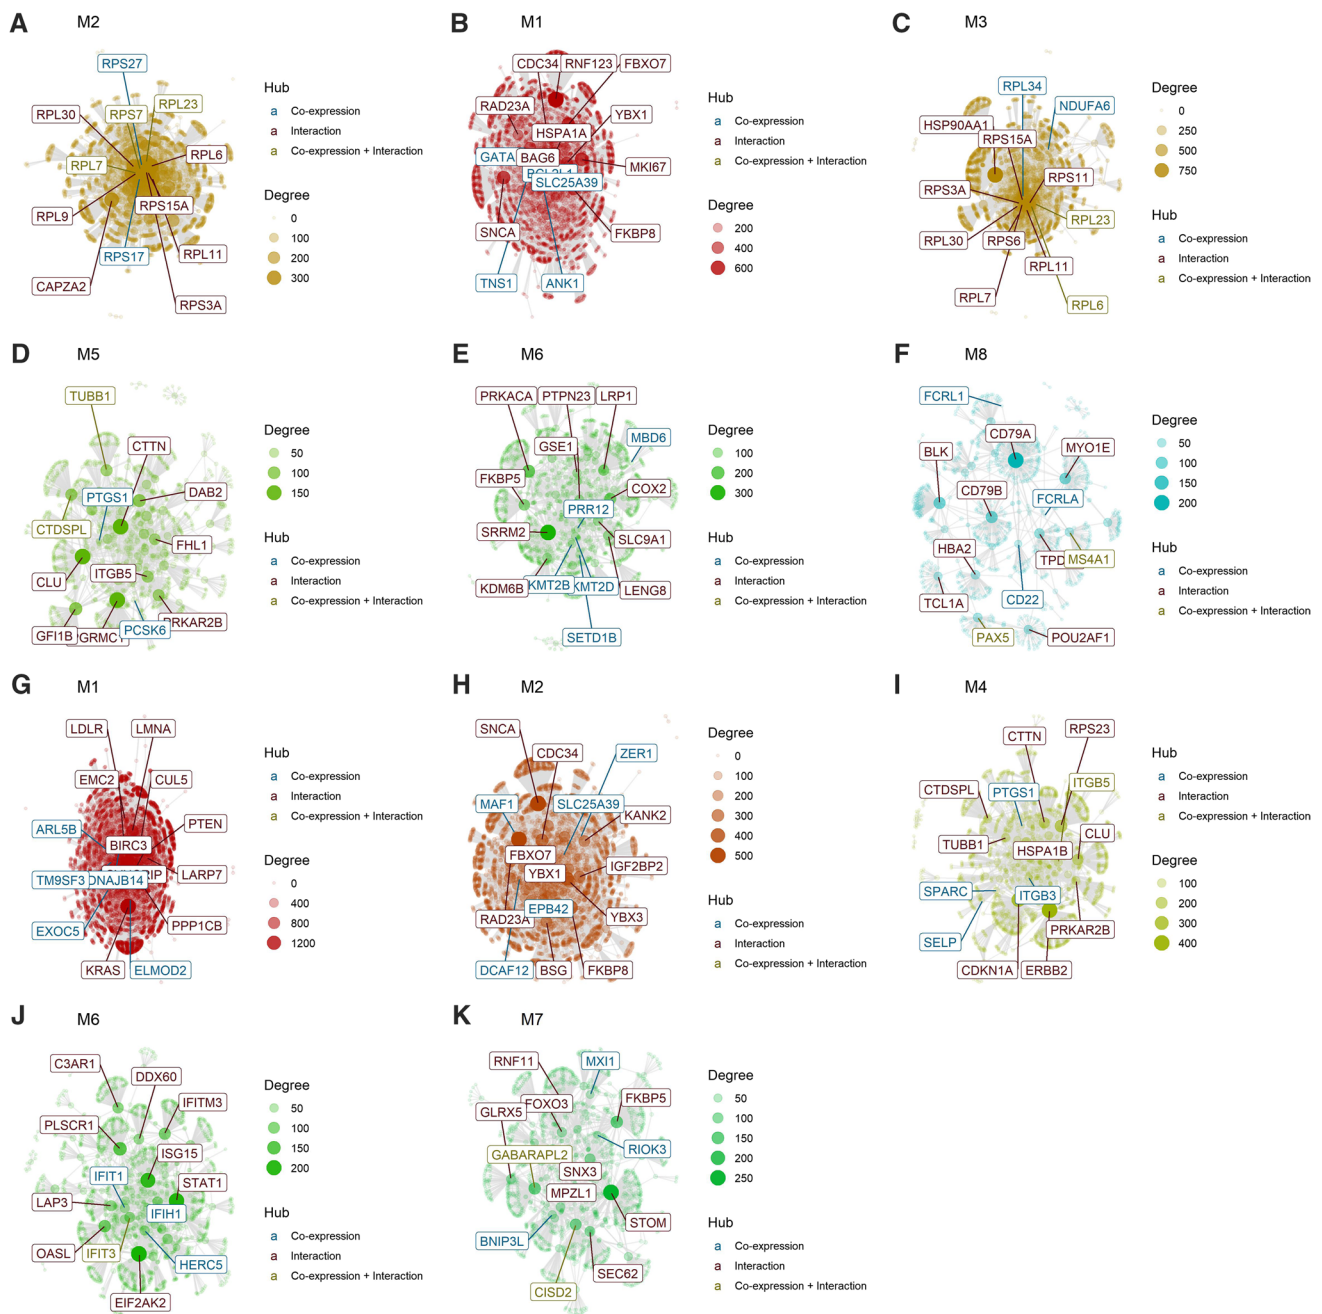 A M2
RPS27
RPL23
RPS7
RPL30
RPL6
RPL7
RPS15A
RPL9
RPS17
RPL11
CAPZA2
RPS3A
Hub
a Co-expression
a Interaction
a Co-expression + Interaction
Degree
0
100
200
300
B M1
CDC34
RNF123
FBXO7
RAD23A
YBX1
HSPA1A
GATA
BAG6
MKI67
SLC25A39
SNCA
FKBP8
TNS1
ANK1
Hub
a Co-expression
a Interaction
a Co-expression + Interaction
Degree
200
400
600
C M3
RPL34
NDUFA6
HSP90AA1
RPS15A
RPS11
RPS3A
RPL23
RPL30
RPS6
RPL11
RPL7
RPL6
Degree
0
250
500
750
Hub
a Co-expression
a Interaction
a Co-expression + Interaction
D M5
TUBB1
CTTN
DAB2
PTGS1
CTDSPL
FHL1
CLU
ITGB5
RKAR2B
GFI1B
PCSK6
Degree
50
100
150
Hub
a Co-expression
a Interaction
a Co-expression + Interaction
E M6
PRKACA
PTPN23
LRP1
MBD6
GSE1
FKBP5
COX2
PRR12
SRRM2
SLC9A1
KDM6B
KMT2B
KMT2D
LENG8
SETD1B
Degree
100
200
300
Hub
a Co-expression
a Interaction
a Co-expression + Interaction
F M8
FCRL1
CD79A
BLK
MYO1E
CD79B
FCRLA
HBA2
TPD
MS4A1
TCL1A
CD22
PAX5
POU2AF1
Degree
50
100
150
200
Hub
a Co-expression
a Interaction
a Co-expression + Interaction
G M1
LDLR
LMNA
EMC2
CUL5
ARL5B
PTEN
BIRC3
LARP7
TM9SF3
DNAJB14
EXOC5
PPP1CB
KRAS
ELMOD2
Hub
a Co-expression
a Interaction
a Co-expression + Interaction
Degree
0
400
800
1200
H M2
SNCA
CDC34
ZER1
MAF1
SLC25A39
KANK2
FBXO7
YBX1
IGF2BP2
RAD23A
EPB42
YBX3
DCAF12
BSG
FKBP8
Degree
0
100
200
300
400
500
Hub
a Co-expression
a Interaction
a Co-expression + Interaction
I M4
CTTN
RPS23
CTDSPL
PTGS1
ITGB5
TUBB1
HSPA1B
CLU
SPARC
ITGB3
SELP
PRKAR2B
CDKN1A
ERBB2
Hub
a Co-expression
a Interaction
a Co-expression + Interaction
Degree
100
200
300
400
J M6
C3AR1
DDX60
IFITM3
PLSCR1
ISG15
IFIT1
STAT1
LAP3
IFIH1
OASL
IFIT3
HERC5
EIF2AK2
Degree
50
100
150
200
Hub
a Co-expression
a Interaction
a Co-expression + Interaction
K M7
RNF11
MXI1
GLRX5
FOXO3
FKBP5
RIOK3
GABARAPL2
SNX3
MPZL1
STOM
BNIP3L
SEC62
CISD2
Degree
50
100
150
200
250
Hub
a Co-expression
a Interaction
a Co-expression + Interaction